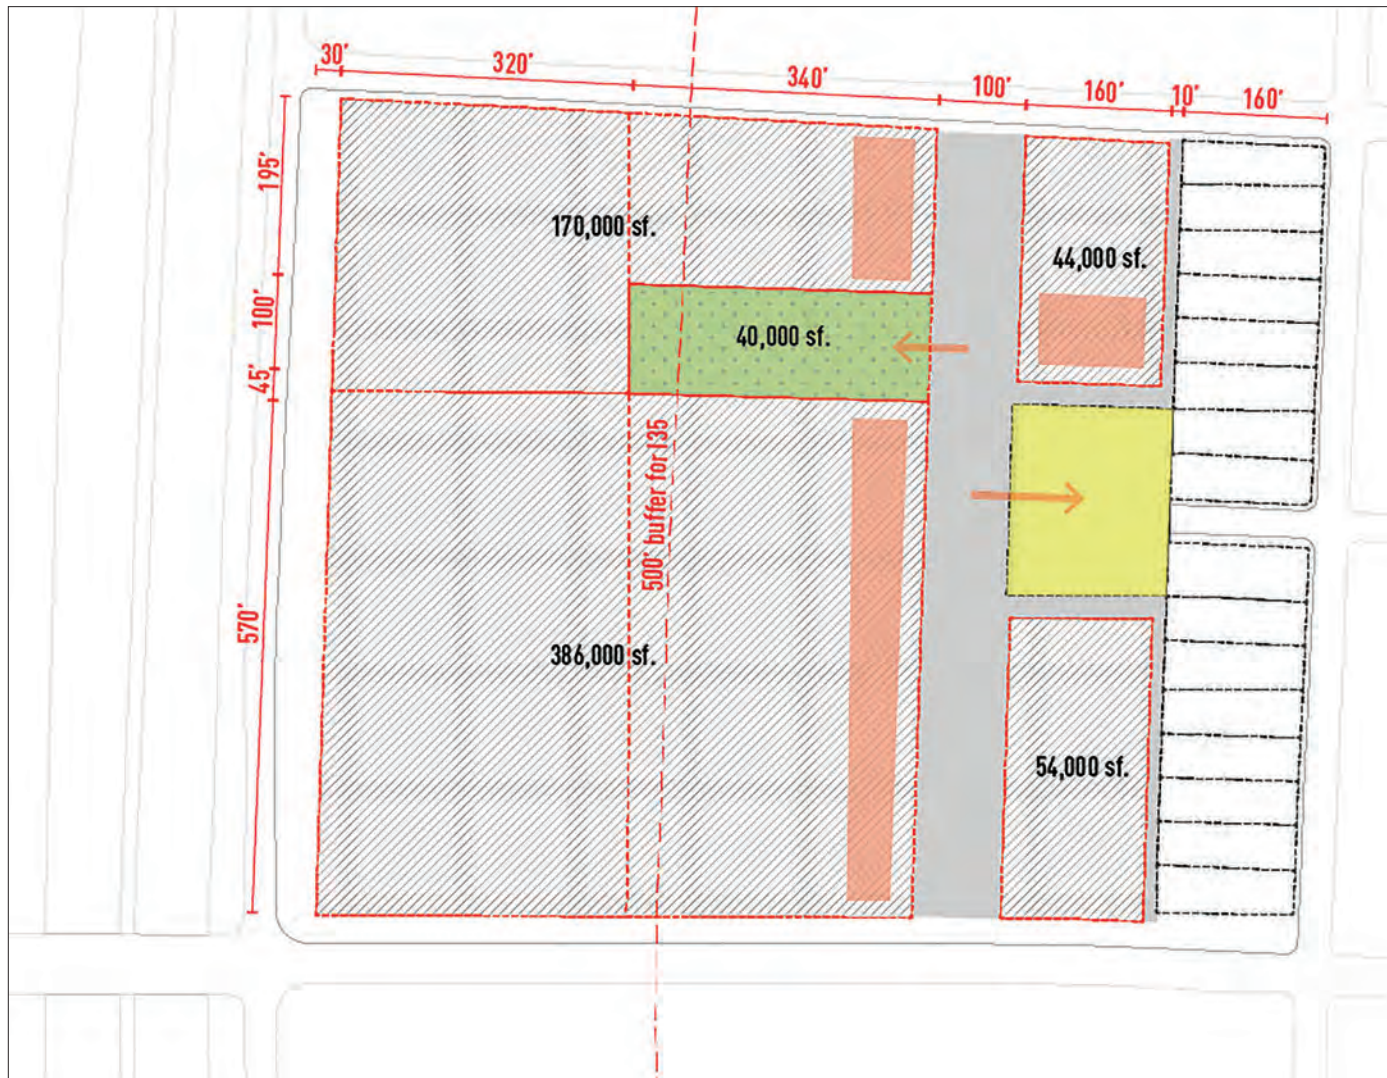 30'
320'
340'
100'
160'
10'
160'
195'
170,000 sf.
44,000 sf.
100'
40,000 sf.
45'
500' buffer for I35
570'
386,000 sf.
54,000 sf.